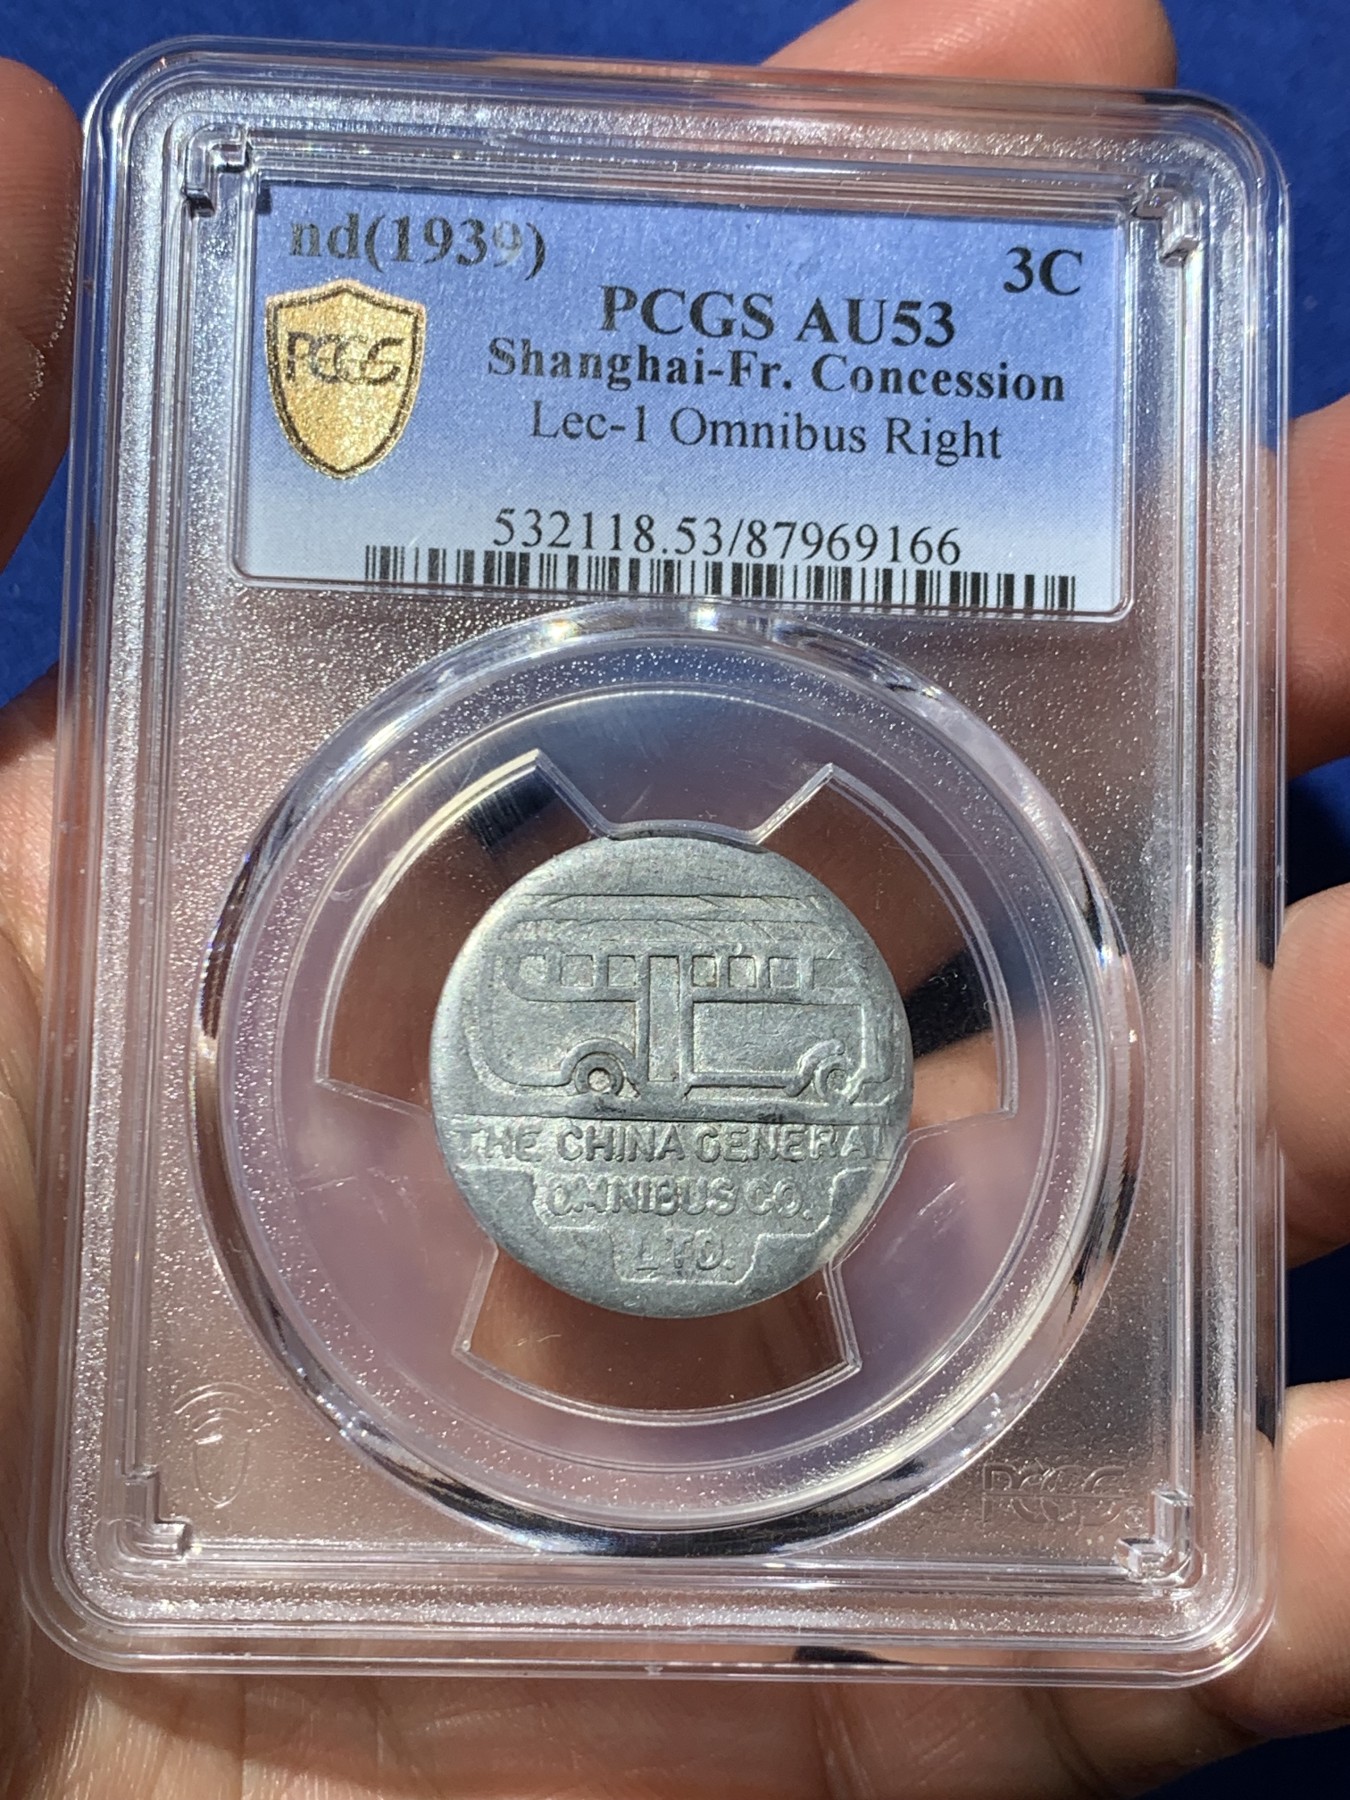 nd(1939)
3C
PCGS
PCGS AU53
Shanghai-Fr. Concession
Lec-1 Omnibus Right
532118.53/87969166
THE CHINA GENERAL
OMNIBUS CO.
LTD.
PCGS